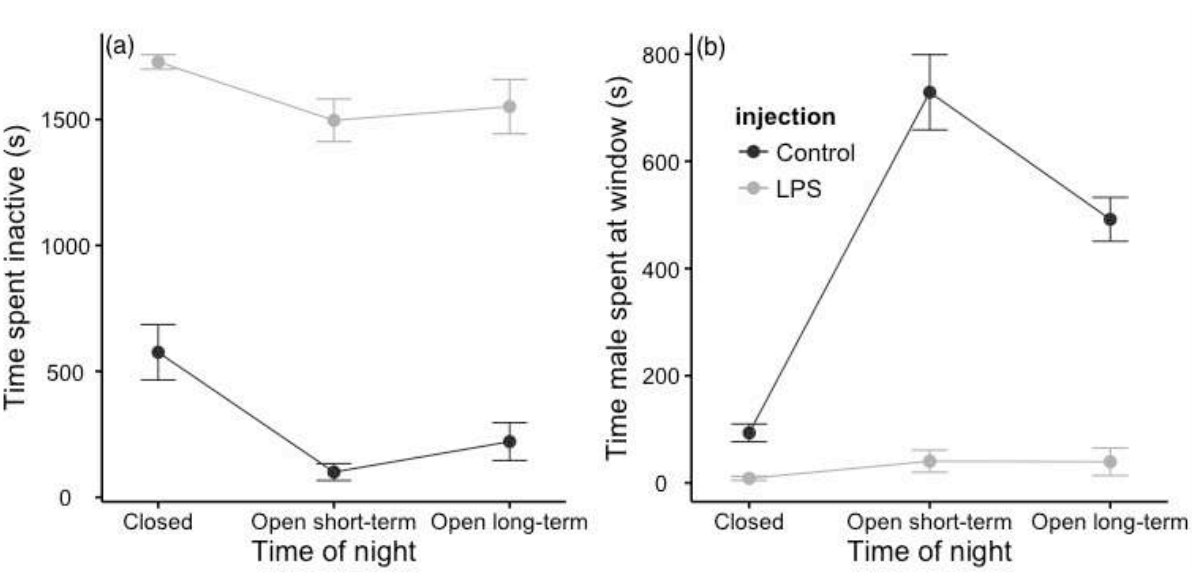 (a)
Time spent inactive (s)
1500
1000
500
0
Closed
Open short-term
Open long-term
Time of night
(b)
Time male spent at window (s)
800
600
400
200
0
injection
Control
LPS
Closed
Open short-term
Open long-term
Time of night